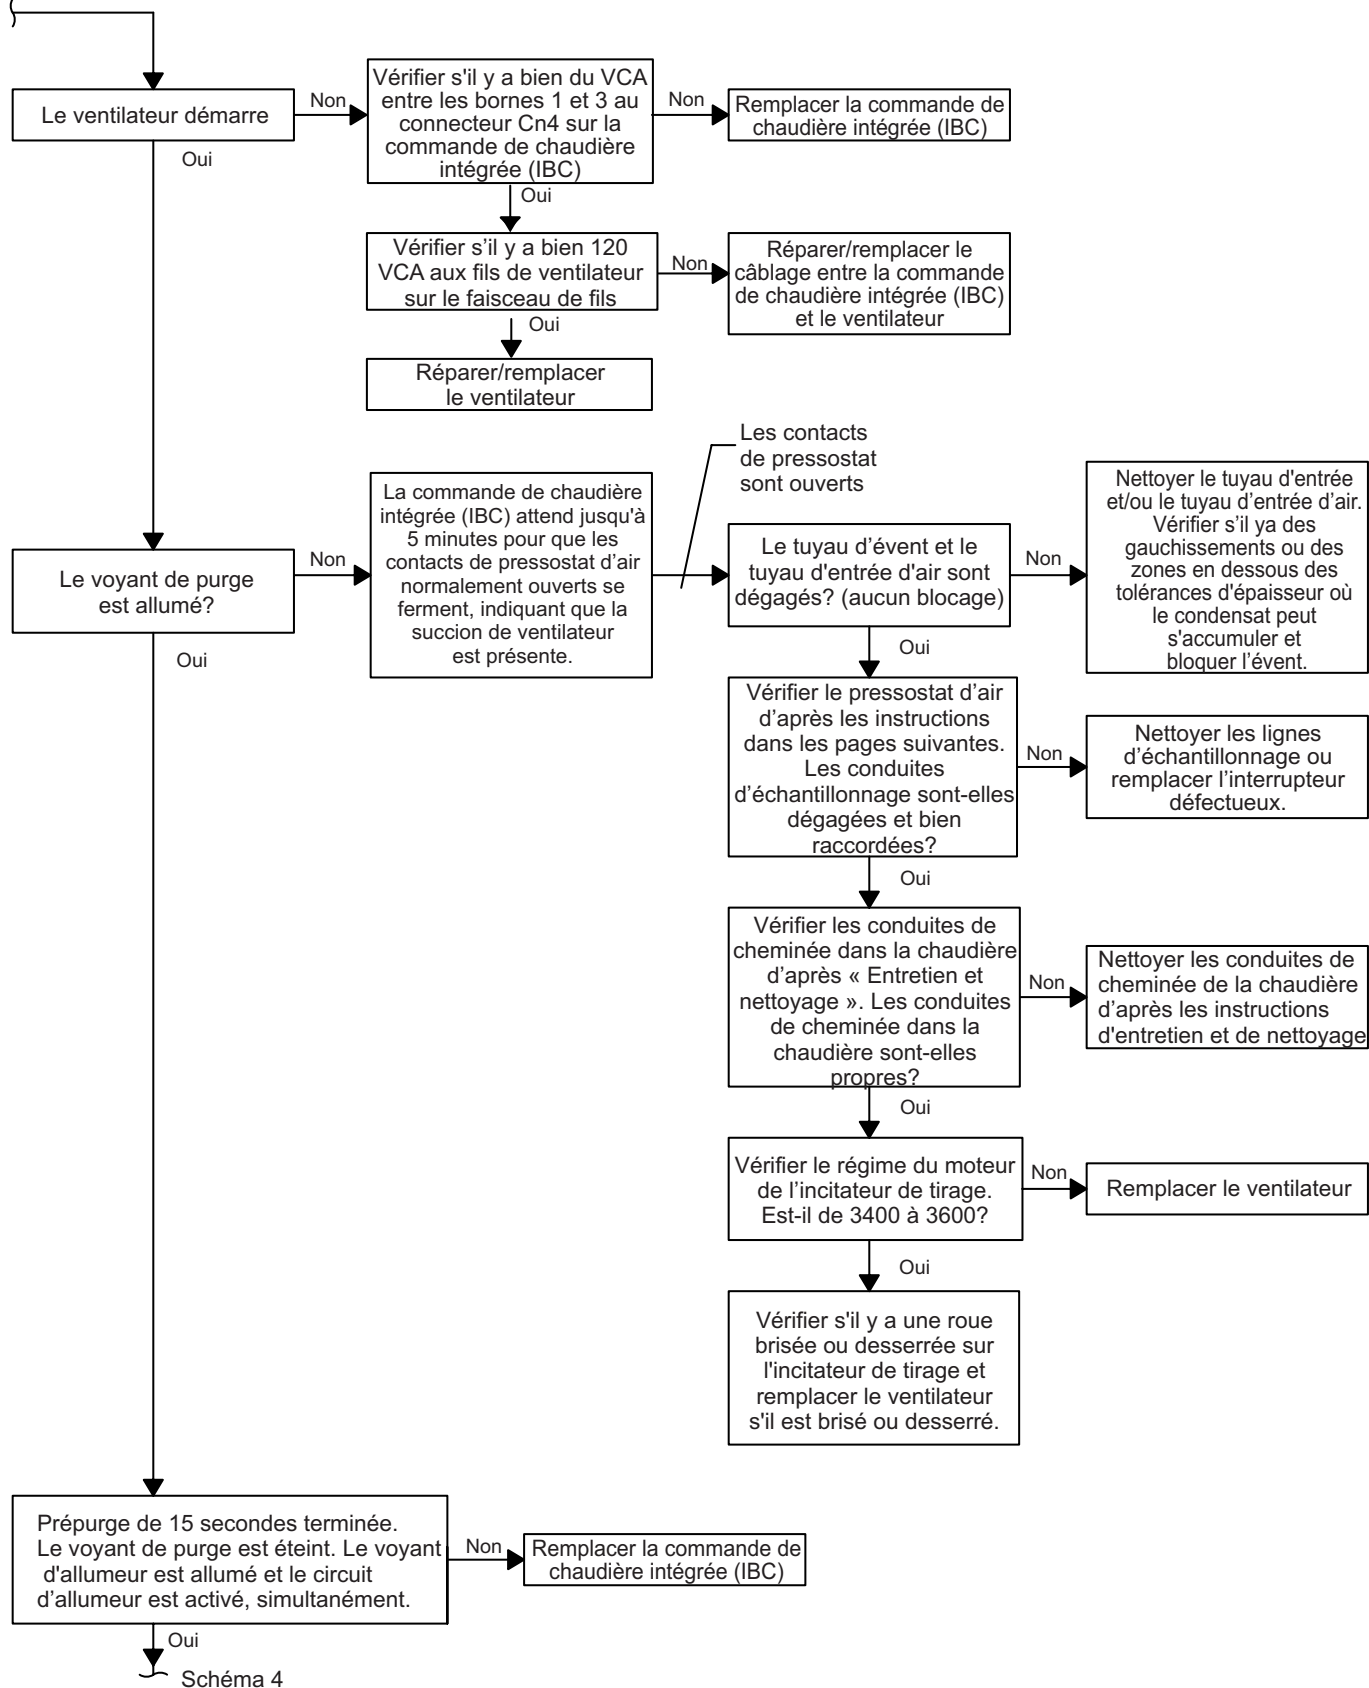 Le ventilateur démarre
Non
Vérifier s'il y a bien du VCA
entre les bornes 1 et 3 au
connecteur Cn4 sur la
commande de chaudière
intégrée (IBC)
Non
Remplacer la commande de
chaudière intégrée (IBC)
Oui
Oui
Vérifier s’il y a bien 120
VCA aux fils de ventilateur
sur le faisceau de fils
Non
Réparer/remplacer le
câblage entre la commande
de chaudière intégrée (IBC)
et le ventilateur
Oui
Réparer/remplacer
le ventilateur
Les contacts
de pressostat
sont ouverts
Le voyant de purge
est allumé?
Non
La commande de chaudière
intégrée (IBC) attend jusqu'à
5 minutes pour que les
contacts de pressostat d’air
normalement ouverts se
ferment, indiquant que la
succion de ventilateur
est présente.
Le tuyau d’évent et le
tuyau d'entrée d'air sont
dégagés? (aucun blocage)
Non
Nettoyer le tuyau d'entrée
et/ou le tuyau d’entrée d’air.
Vérifier s’il ya des
gauchissements ou des
zones en dessous des
tolérances d'épaisseur où
le condensat peut
s'accumuler et
bloquer l’évent.
Oui
Oui
Vérifier le pressostat d’air
d’après les instructions
dans les pages suivantes.
Les conduites
d’échantillonnage sont-elles
dégagées et bien
raccordées?
Non
Nettoyer les lignes
d’échantillonnage ou
remplacer l’interrupteur
défectueux.
Oui
Vérifier les conduites de
cheminée dans la chaudière
d’après « Entretien et
nettoyage ». Les conduites
de cheminée dans la
chaudière sont-elles
propres?
Non
Nettoyer les conduites de
cheminée de la chaudière
d’après les instructions
d'entretien et de nettoyage
Oui
Vérifier le régime du moteur
de l’incitateur de tirage.
Est-il de 3400 à 3600?
Non
Remplacer le ventilateur
Oui
Vérifier s'il y a une roue
brisée ou desserrée sur
l'incitateur de tirage et
remplacer le ventilateur
s'il est brisé ou desserré.
Prépurge de 15 secondes terminée.
Le voyant de purge est éteint. Le voyant
d'allumeur est allumé et le circuit
d’allumeur est activé, simultanément.
Non
Remplacer la commande de
chaudière intégrée (IBC)
Oui
Schéma 4